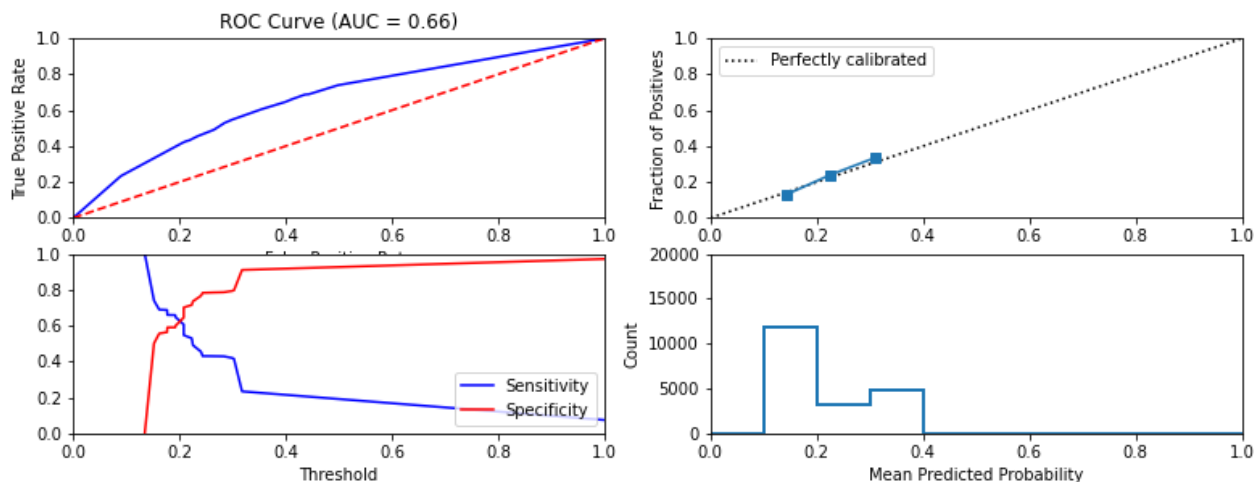 ROC Curve (AUC = 0.66)
True Positive Rate
1.0
0.8
0.6
0.4
0.2
0.0
0.0 0.2 0.4 0.6 0.8 1.0
Fraction of Positives
1.0
0.8
0.6
0.4
0.2
0.0
Perfectly calibrated
0.0 0.2 0.4 0.6 0.8 1.0
1.0
0.8
0.6
0.4
0.2
0.0
Sensitivity
Specificity
0.0 0.2 0.4 0.6 0.8 1.0
Threshold
Count
20000
15000
10000
5000
0
0.0 0.2 0.4 0.6 0.8 1.0
Mean Predicted Probability